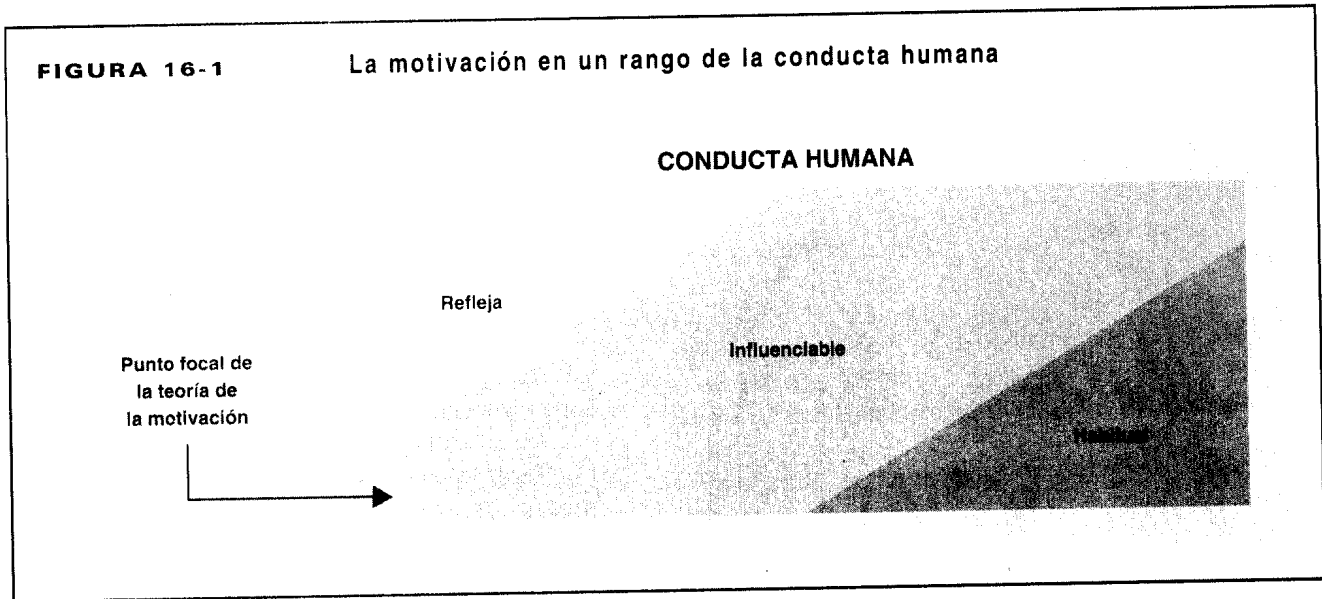 FIGURA 16-1 La motivación en un rango de la conducta humana
CONDUCTA HUMANA
Refleja
Influenciable
Punto focal de
la teoría de
la motivación
Habitual